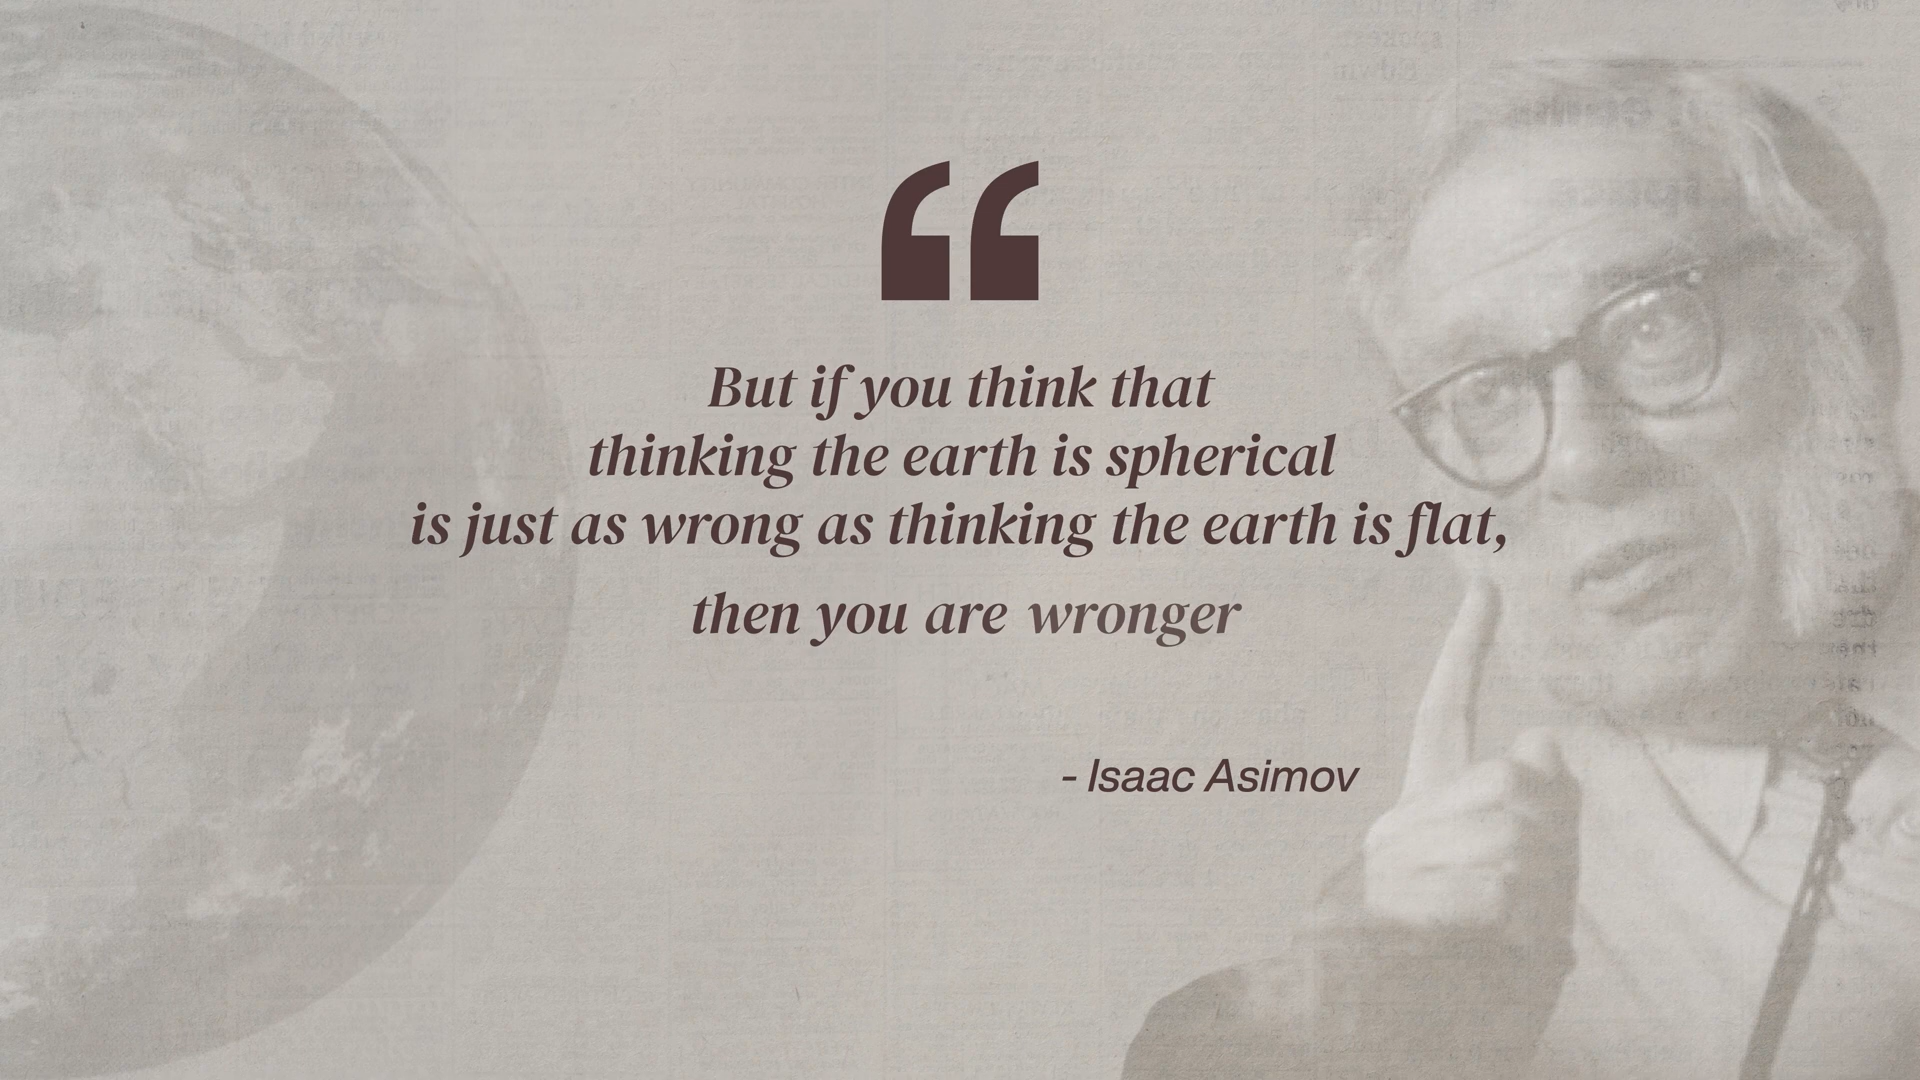 “
But if you think that
thinking the earth is spherical
is just as wrong as thinking the earth is flat,
then you are wronger
- Isaac Asimov